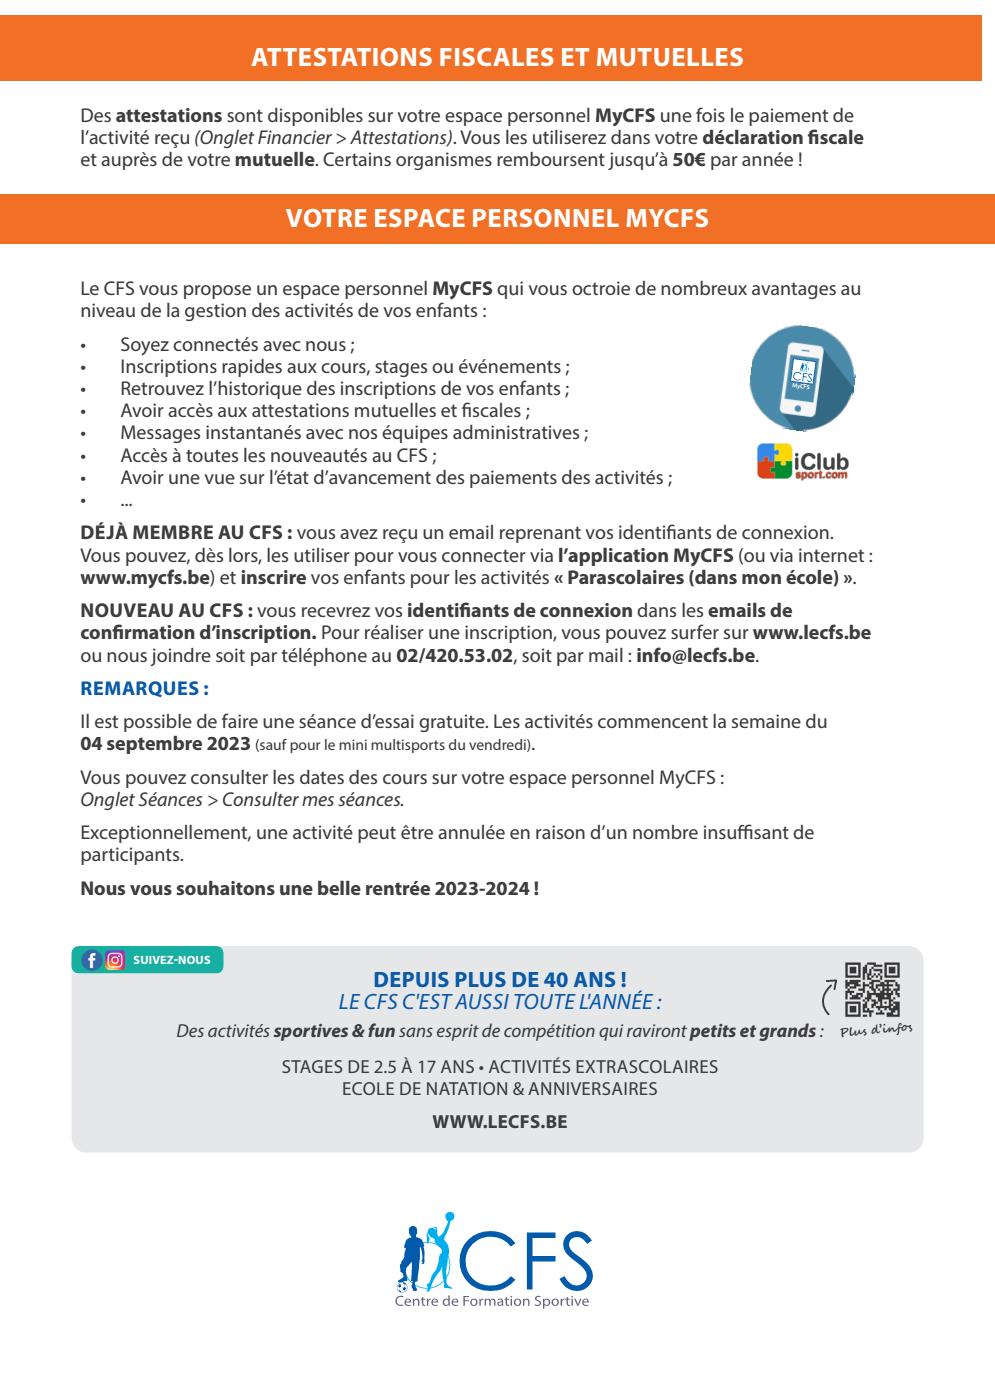 ATTESTATIONS FISCALES ET MUTUELLES
Des attestations sont disponibles sur votre espace personnel MyCFS une fois le paiement de
l’activité reçu (Onglet Financier > Attestations). Vous les utiliserez dans votre déclaration fiscale
et auprès de votre mutuelle. Certains organismes remboursent jusqu’à 50€ par année !
VOTRE ESPACE PERSONNEL MYCFS
Le CFS vous propose un espace personnel MyCFS qui vous octroie de nombreux avantages au
niveau de la gestion des activités de vos enfants :
• Soyez connectés avec nous ;
• Inscriptions rapides aux cours, stages ou événements ;
• Retrouvez l’historique des inscriptions de vos enfants ;
• Avoir accès aux attestations mutuelles et fiscales ;
• Messages instantanés avec nos équipes administratives ;
• Accès à toutes les nouveautés au CFS ;
• Avoir une vue sur l’état d’avancement des paiements des activités ;
• ...
CFS
MyCFS
iClub
sport.com
DÉJÀ MEMBRE AU CFS : vous avez reçu un email reprenant vos identifiants de connexion.
Vous pouvez, dès lors, les utiliser pour vous connecter via l’application MyCFS (ou via internet :
www.mycfs.be) et inscrire vos enfants pour les activités « Parascolaires (dans mon école) ».
NOUVEAU AU CFS : vous recevrez vos identifiants de connexion dans les emails de
confirmation d’inscription. Pour réaliser une inscription, vous pouvez surfer sur www.lecfs.be
ou nous joindre soit par téléphone au 02/420.53.02, soit par mail : info@lecfs.be.
REMARQUES :
Il est possible de faire une séance d’essai gratuite. Les activités commencent la semaine du
04 septembre 2023 (sauf pour le mini multisports du vendredi).
Vous pouvez consulter les dates des cours sur votre espace personnel MyCFS :
Onglet Séances > Consulter mes séances.
Exceptionnellement, une activité peut être annulée en raison d’un nombre insuffisant de
participants.
Nous vous souhaitons une belle rentrée 2023-2024 !
SUIVEZ-NOUS
DEPUIS PLUS DE 40 ANS !
LE CFS C'EST AUSSI TOUTE L'ANNÉE :
Des activités sportives & fun sans esprit de compétition qui raviront petits et grands :
Plus d’infos
STAGES DE 2.5 À 17 ANS • ACTIVITÉS EXTRASCOLAIRES
ECOLE DE NATATION & ANNIVERSAIRES
WWW.LECFS.BE
CFS
Centre de Formation Sportive